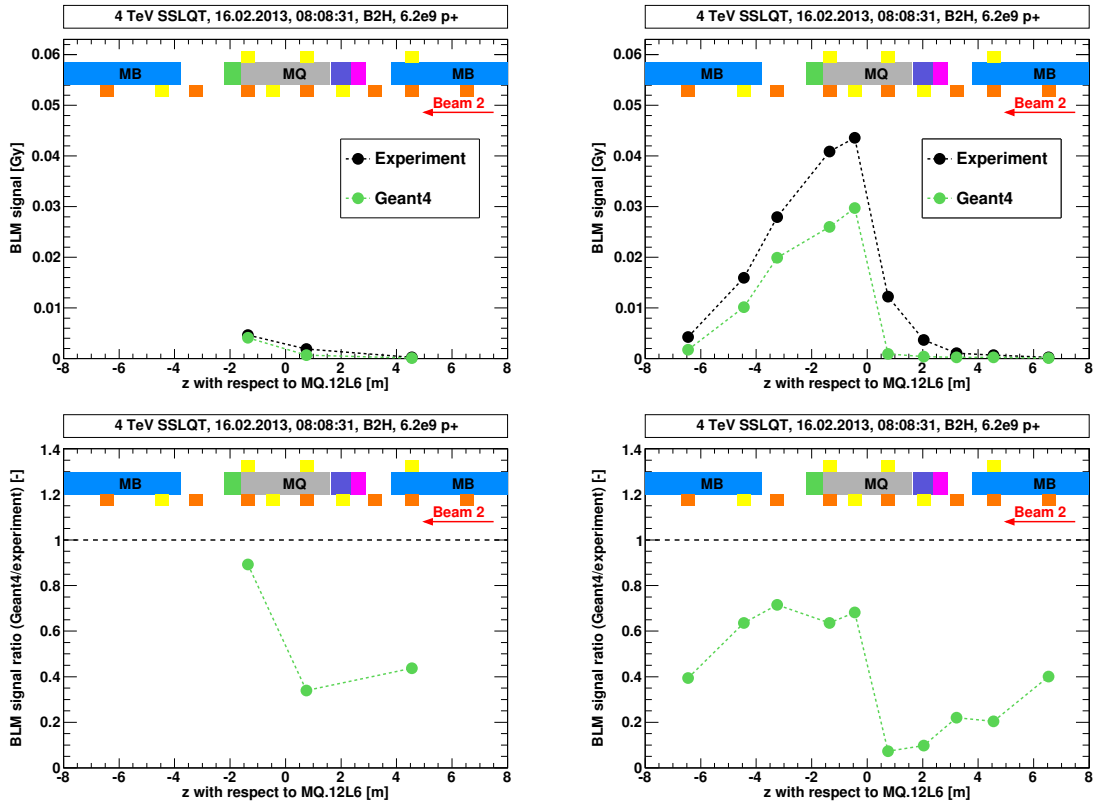 4 TeV SSLQT, 16.02.2013, 08:08:31, B2H, 6.2e9 p+
BLM signal [Gy]
0.06
0.05
0.04
0.03
0.02
0.01
0
MB
MQ
MB
Beam 2
Experiment
Geant4
-8 -6 -4 -2 0 2 4 6 8
z with respect to MQ.12L6 [m]
4 TeV SSLQT, 16.02.2013, 08:08:31, B2H, 6.2e9 p+
BLM signal [Gy]
0.06
0.05
0.04
0.03
0.02
0.01
0
MB
MQ
MB
Beam 2
Experiment
Geant4
-8 -6 -4 -2 0 2 4 6 8
z with respect to MQ.12L6 [m]
4 TeV SSLQT, 16.02.2013, 08:08:31, B2H, 6.2e9 p+
BLM signal ratio (Geant4/experiment) [-]
1.4
1.2
1
0.8
0.6
0.4
0.2
0
MB
MQ
MB
Beam 2
-8 -6 -4 -2 0 2 4 6 8
z with respect to MQ.12L6 [m]
4 TeV SSLQT, 16.02.2013, 08:08:31, B2H, 6.2e9 p+
BLM signal ratio (Geant4/experiment) [-]
1.4
1.2
1
0.8
0.6
0.4
0.2
0
MB
MQ
MB
Beam 2
-8 -6 -4 -2 0 2 4 6 8
z with respect to MQ.12L6 [m]